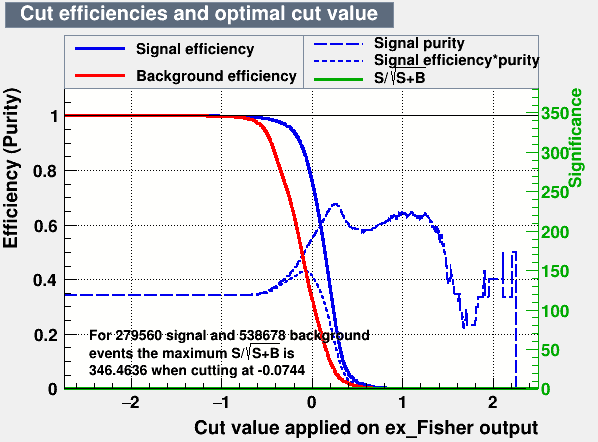 Cut efficiencies and optimal cut value
Signal efficiency
Background efficiency
Signal purity
Signal efficiency*purity
S/√S+B
Efficiency (Purity)
1
0.8
0.6
0.4
0.2
0
Significance
350
300
250
200
150
100
50
0
For 279560 signal and 538678 background
events the maximum S/√S+B is
346.4636 when cutting at -0.0744
−2
−1
0
1
2
Cut value applied on ex_Fisher output